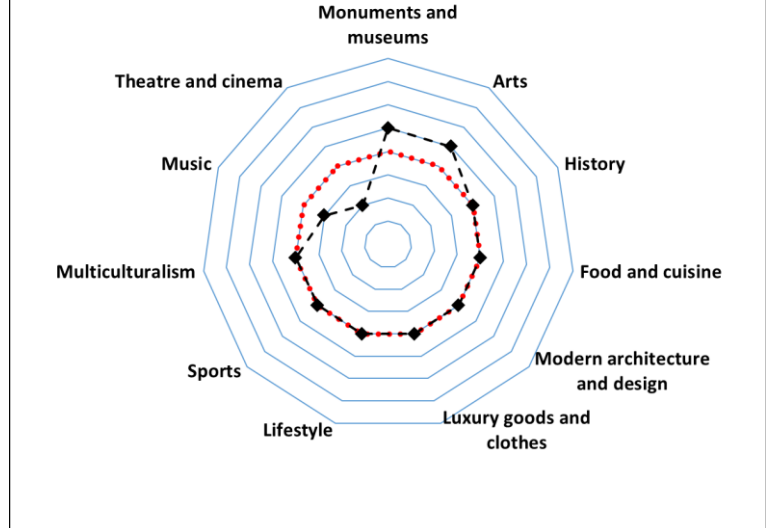 Monuments and
museums
Theatre and cinema
Arts
Music
History
Multiculturalism
Food and cuisine
Sports
Modern architecture
and design
Lifestyle
Luxury goods and
clothes